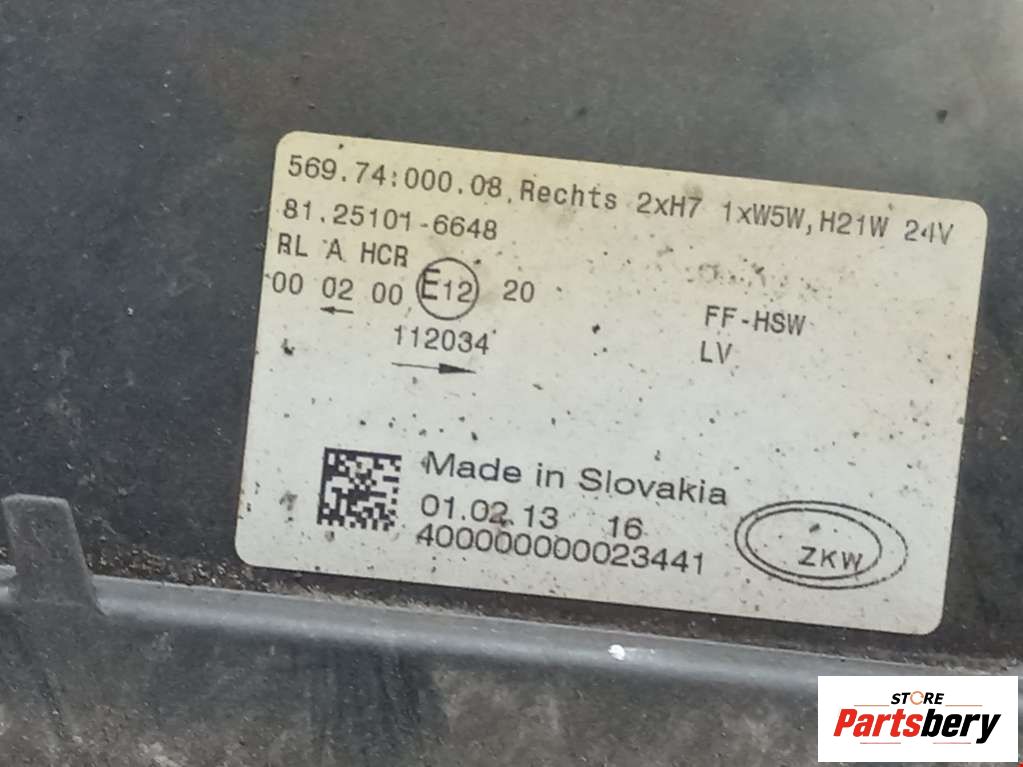 569.74.000.08, Rechts 2xH7 1xW5W, H21W 24V
81.25101-6648
RL A HCR
00 02 00 E12 20
FF-HSW
112034
LV
Made in Slovakia
01.02.13 16
400000000023441
ZKW
STORE
Partsbery